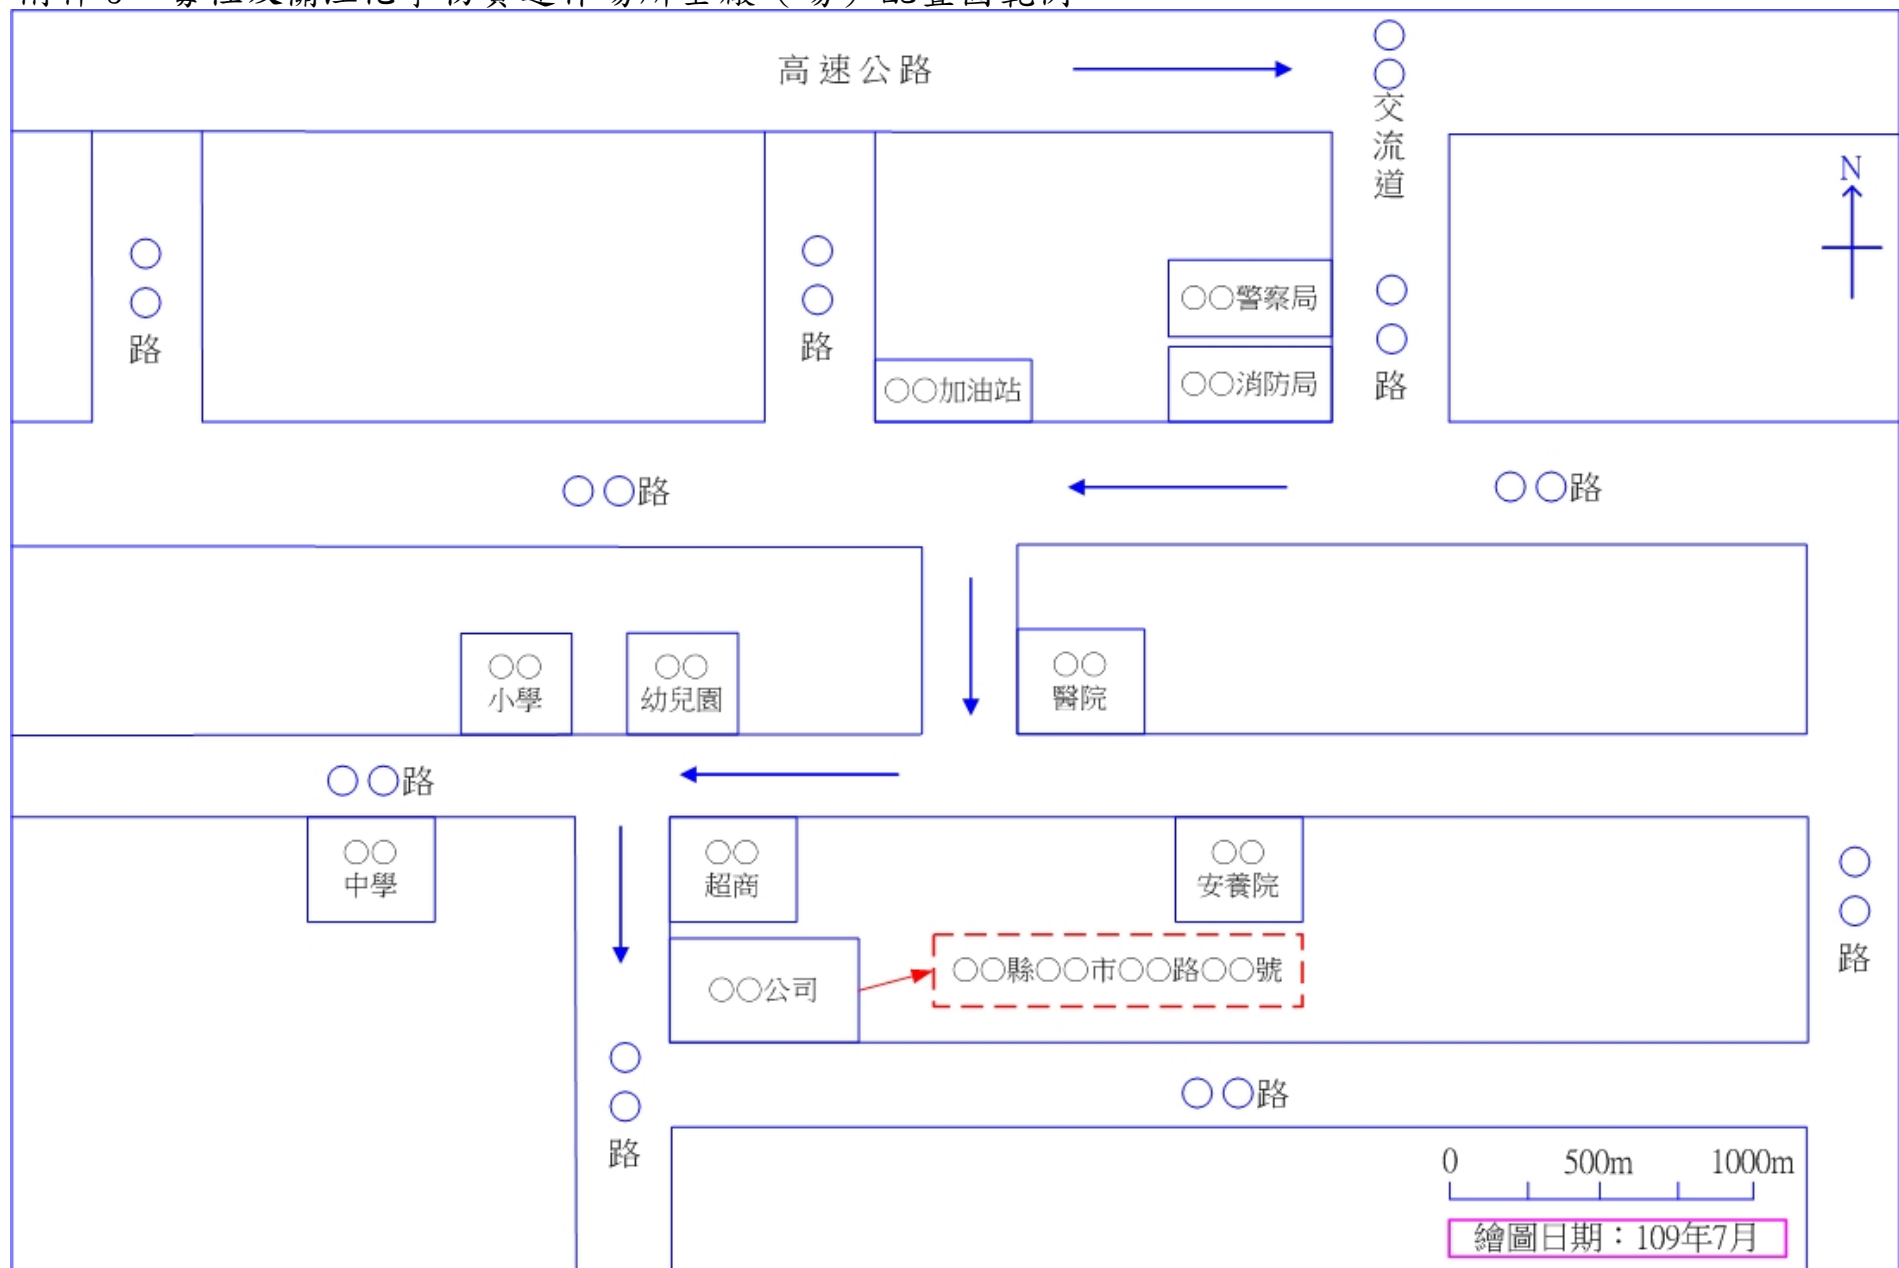 高速公路
○○交流道
N
○○路
○○路
○○路
○○警察局
○○消防局
○○加油站
○○路
○○路
○○
小學
○○
幼兒園
○○
醫院
○○路
○○
中學
○○
超商
○○
安養院
○○路
○○公司
○○縣○○市○○路○○號
○○路
○○路
0 500m 1000m
繪圖日期：109年7月